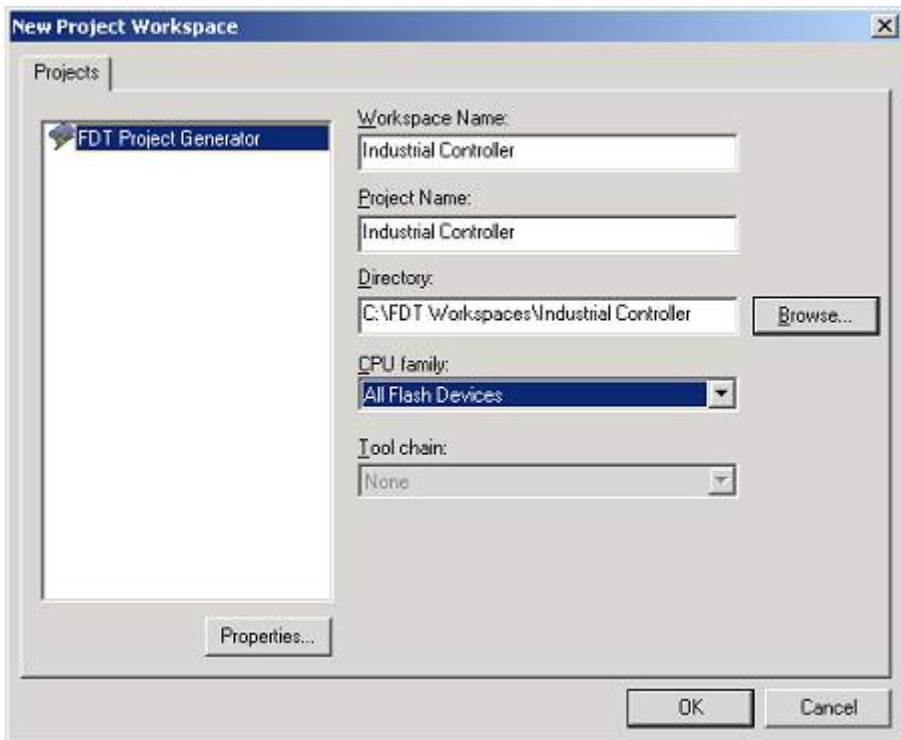 New Project Workspace
Projects
FDT Project Generator
Workspace Name:
Industrial Controller
Project Name:
Industrial Controller
Directory:
C:\FDT Workspaces\Industrial Controller
Browse...
CPU family:
All Flash Devices
Tool chain:
None
Properties...
OK
Cancel